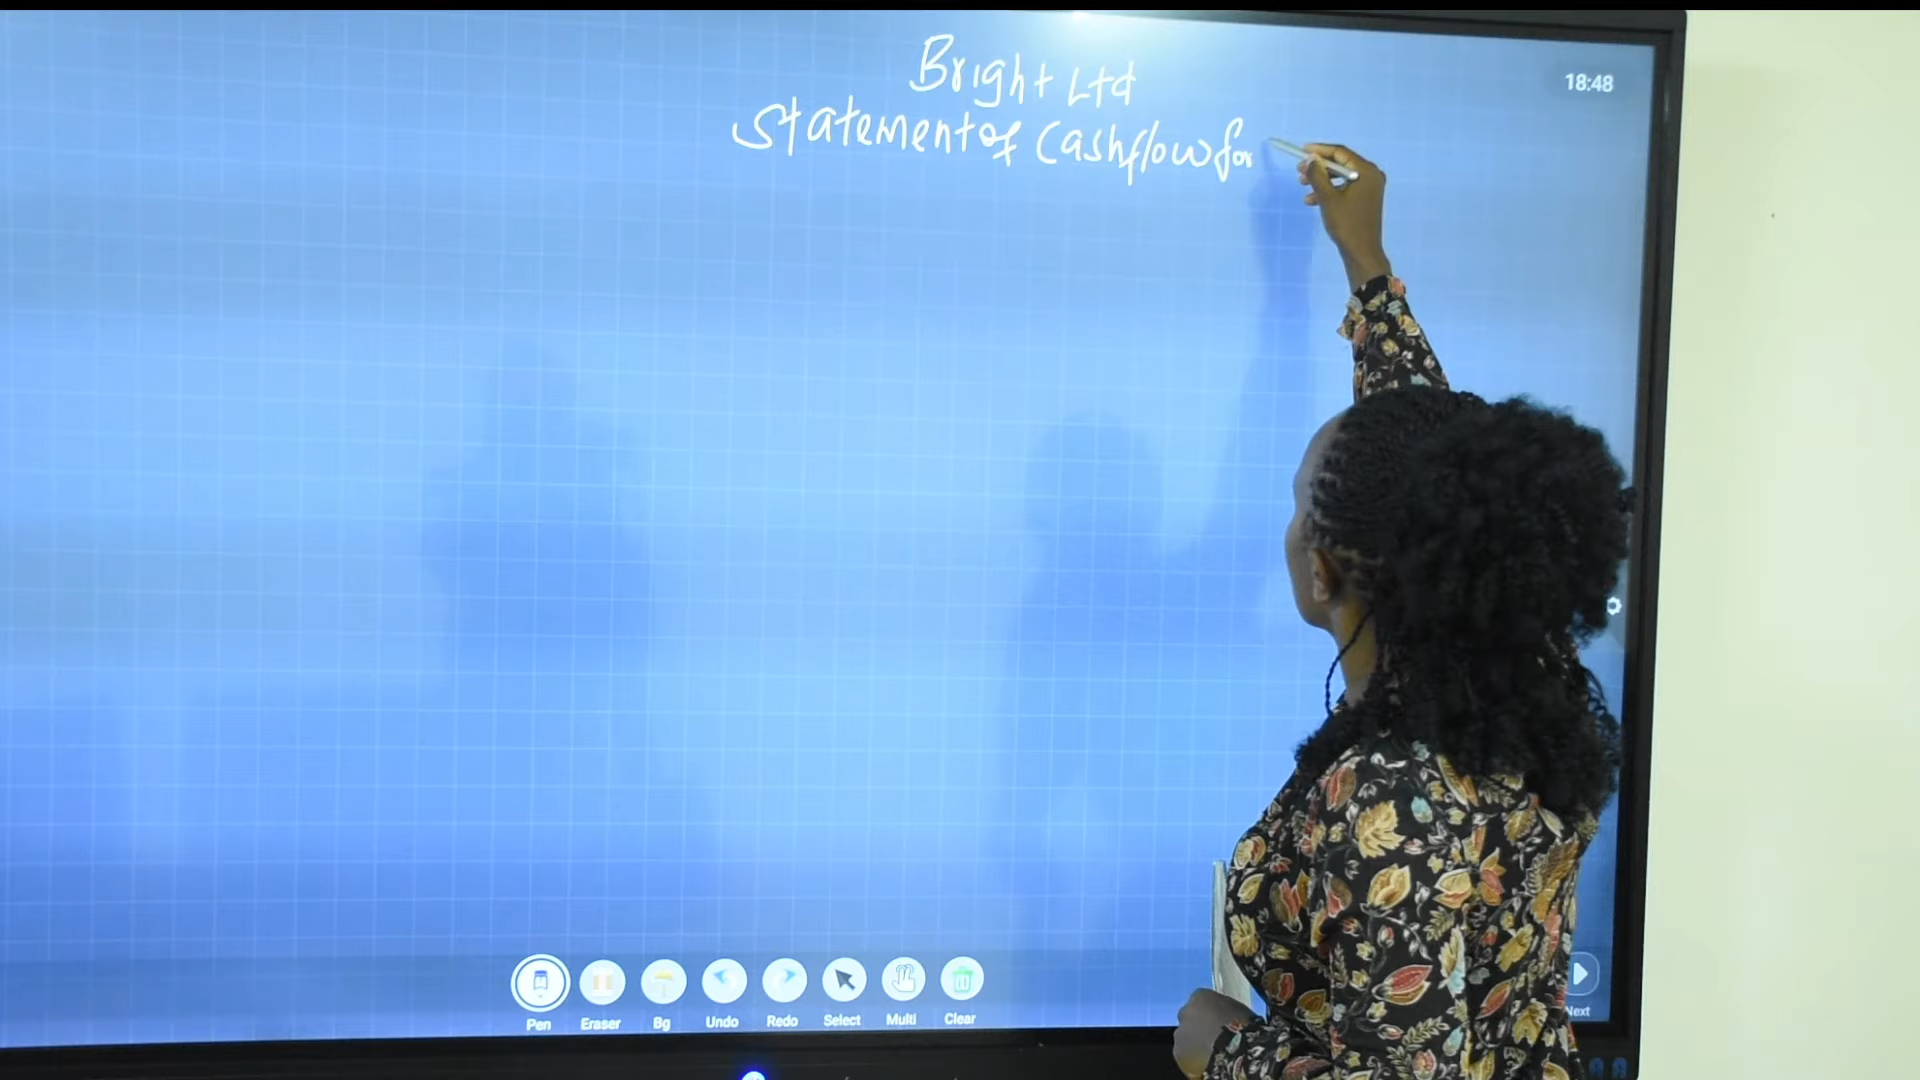 Bright Ltd
18:48
Statement of Cashflow for
Pen Eraser Bg Undo Redo Select Multi Clear
Next